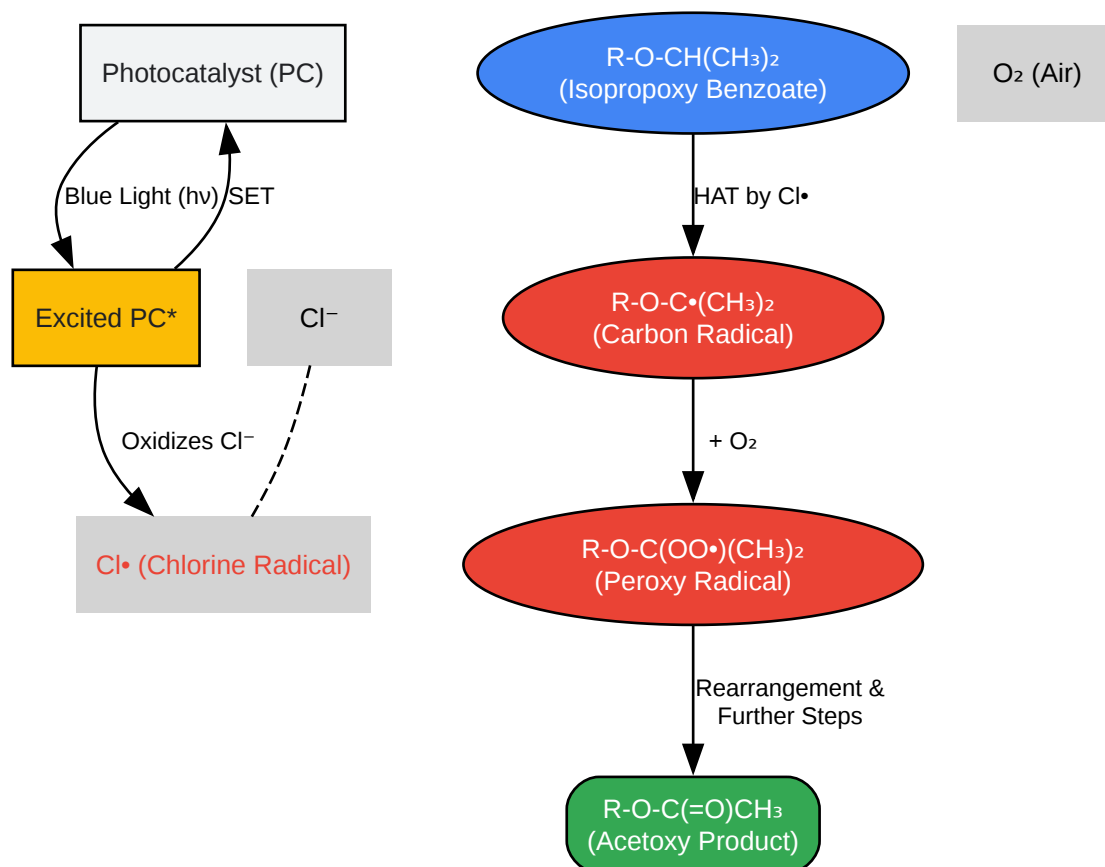 Photocatalyst (PC)
Blue Light (hν)
SET
Excited PC*
Cl⁻
Oxidizes Cl⁻
Cl• (Chlorine Radical)
R-O-CH(CH₃)₂
(Isopropoxy Benzoate)
O₂ (Air)
HAT by Cl•
R-O-C•(CH₃)₂
(Carbon Radical)
+ O₂
R-O-C(OO•)(CH₃)₂
(Peroxy Radical)
Rearrangement &
Further Steps
R-O-C(=O)CH₃
(Acetoxy Product)